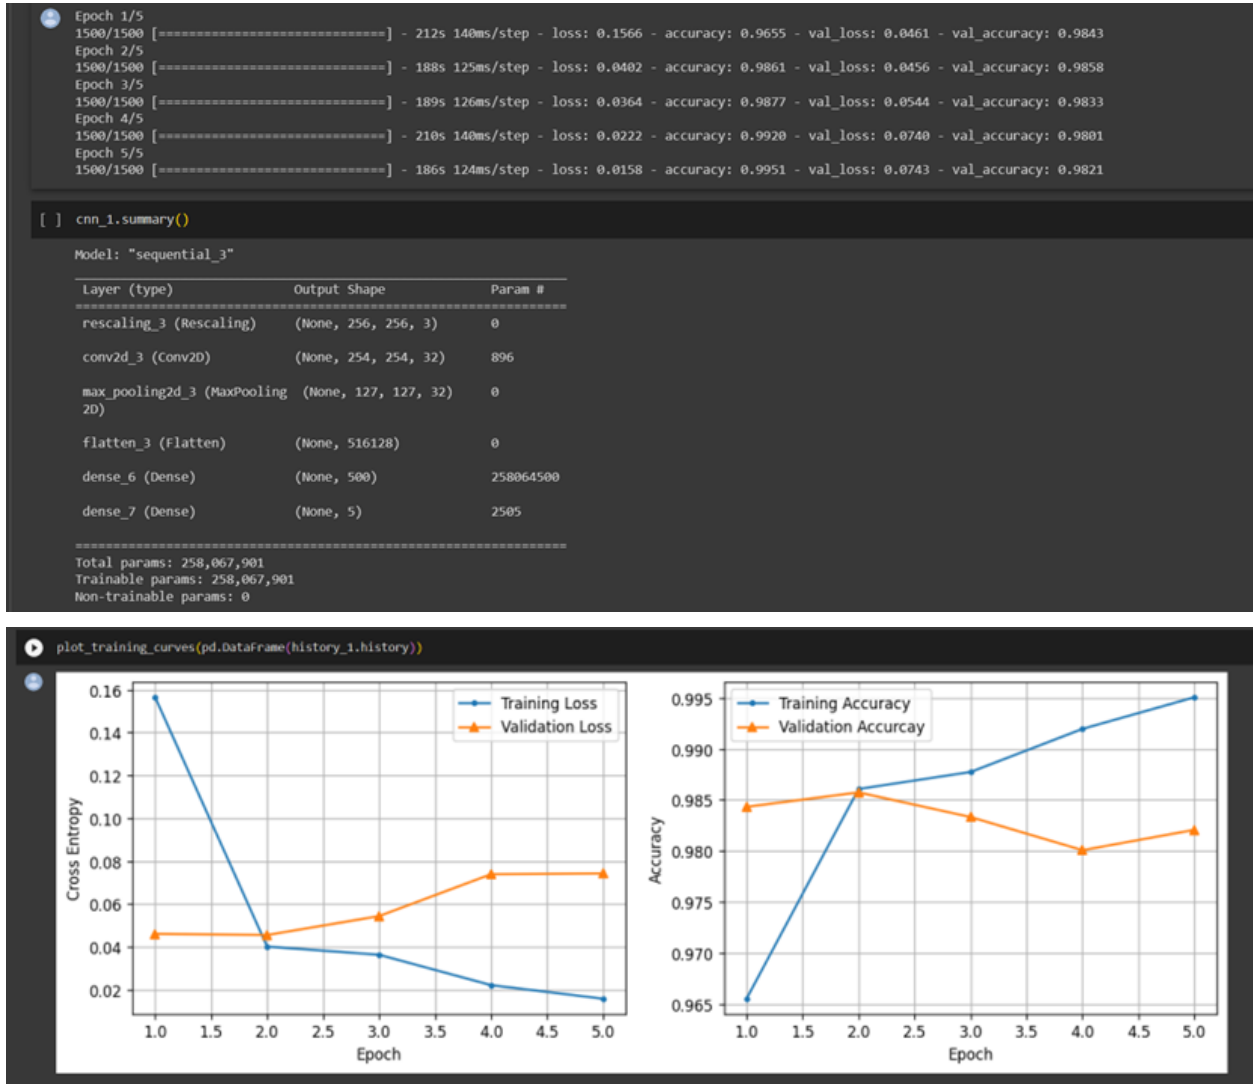 Epoch 1/5
1500/1500 [==============================] - 212s 140ms/step - loss: 0.1566 - accuracy: 0.9655 - val_loss: 0.0461 - val_accuracy: 0.9843
Epoch 2/5
1500/1500 [==============================] - 188s 125ms/step - loss: 0.0402 - accuracy: 0.9861 - val_loss: 0.0456 - val_accuracy: 0.9858
Epoch 3/5
1500/1500 [==============================] - 189s 126ms/step - loss: 0.0364 - accuracy: 0.9877 - val_loss: 0.0544 - val_accuracy: 0.9833
Epoch 4/5
1500/1500 [==============================] - 210s 140ms/step - loss: 0.0222 - accuracy: 0.9920 - val_loss: 0.0740 - val_accuracy: 0.9801
Epoch 5/5
1500/1500 [==============================] - 186s 124ms/step - loss: 0.0158 - accuracy: 0.9951 - val_loss: 0.0743 - val_accuracy: 0.9821
[ ] cnn_1.summary()
Model: "sequential_3"
Layer (type) Output Shape Param #
=================================================================
rescaling_3 (Rescaling) (None, 256, 256, 3) 0
conv2d_3 (Conv2D) (None, 254, 254, 32) 896
max_pooling2d_3 (MaxPooling (None, 127, 127, 32) 0
2D)
flatten_3 (Flatten) (None, 516128) 0
dense_6 (Dense) (None, 500) 258064500
dense_7 (Dense) (None, 5) 2505
=================================================================
Total params: 258,067,901
Trainable params: 258,067,901
Non-trainable params: 0
plot_training_curves(pd.DataFrame(history_1.history))
Training Loss
Validation Loss
0.16
0.14
0.12
0.10
0.08
0.06
0.04
0.02
Cross Entropy
1.0 1.5 2.0 2.5 3.0 3.5 4.0 4.5 5.0
Epoch
Training Accuracy
Validation Accurcay
0.995
0.990
0.985
0.980
0.975
0.970
0.965
Accuracy
1.0 1.5 2.0 2.5 3.0 3.5 4.0 4.5 5.0
Epoch